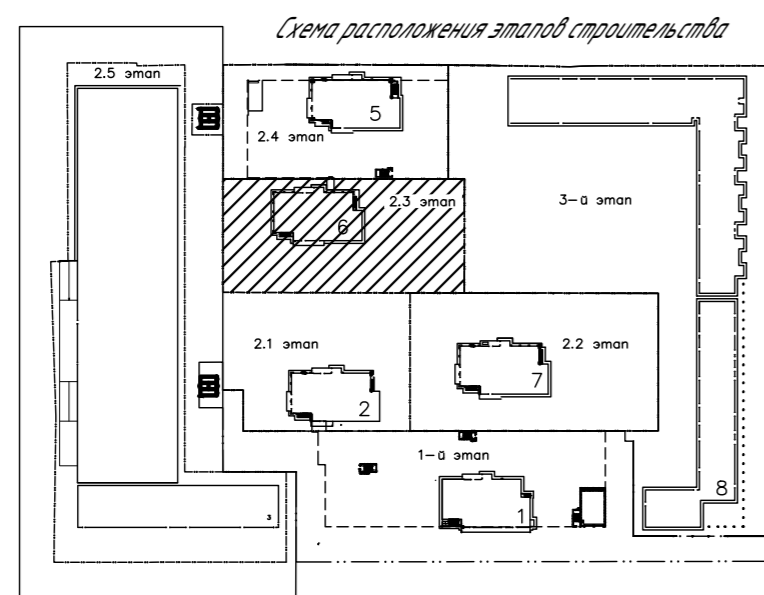 Схема расположения этапов строительства
2.5 этап
5
2.4 этап
2.3 этап
3-й этап
6
2.1 этап
2.2 этап
7
2
1-й этап
8
3
1